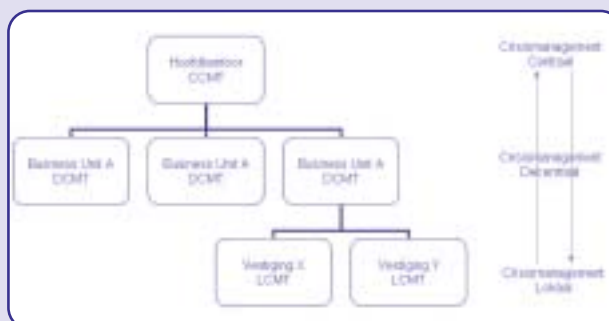 Hoofdkantoor
CCMT
Crisismanagement
Centraal
Business Unit A
DCMT
Business Unit A
DCMT
Business Unit A
DCMT
Crisismanagement
Decentraal
Vestiging X
LCMT
Vestiging Y
LCMT
Crisismanagement
Lokaal